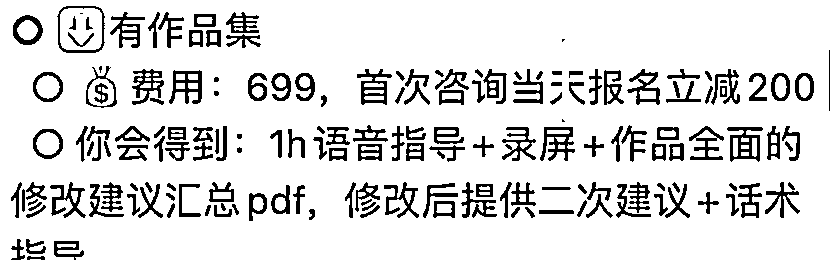 有作品集
费用：699，首次咨询当天报名立减200
你会得到：1h语音指导+录屏+作品全面的
修改建议汇总pdf，修改后提供二次建议+话术
指导